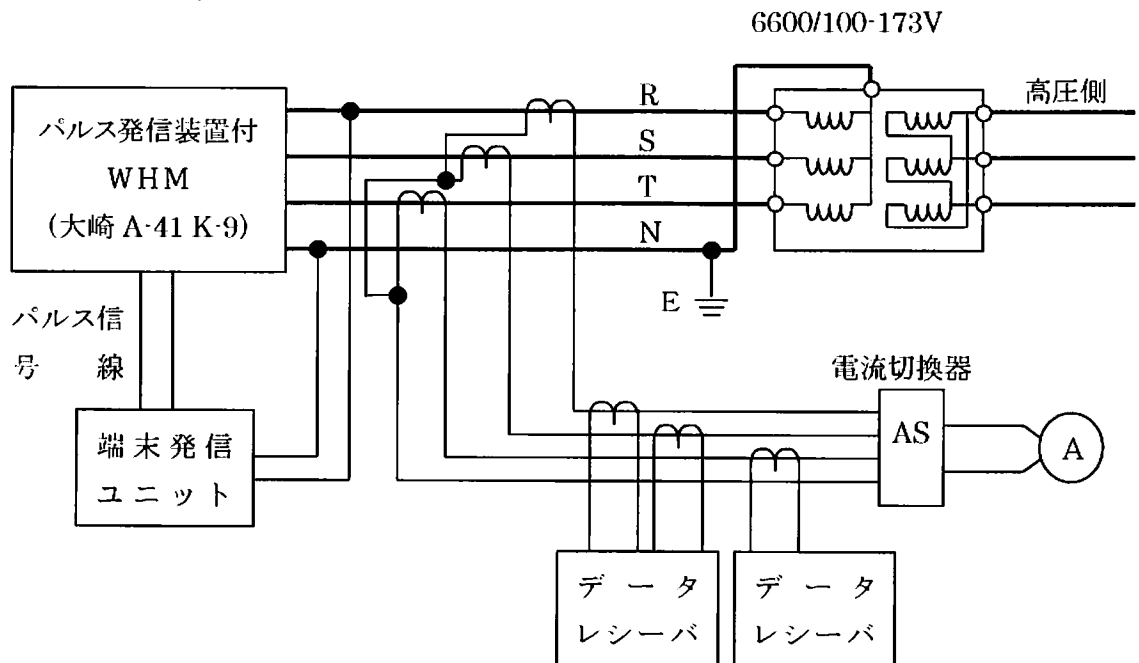 6600/100-173V
高圧側
R
S
T
N
E
パルス発信装置付
WHM
(大崎 A-41 K-9)
パルス信
号 線
端末発信
ユニット
電流切換器
AS
A
データ
レシーバ
データ
レシーバ